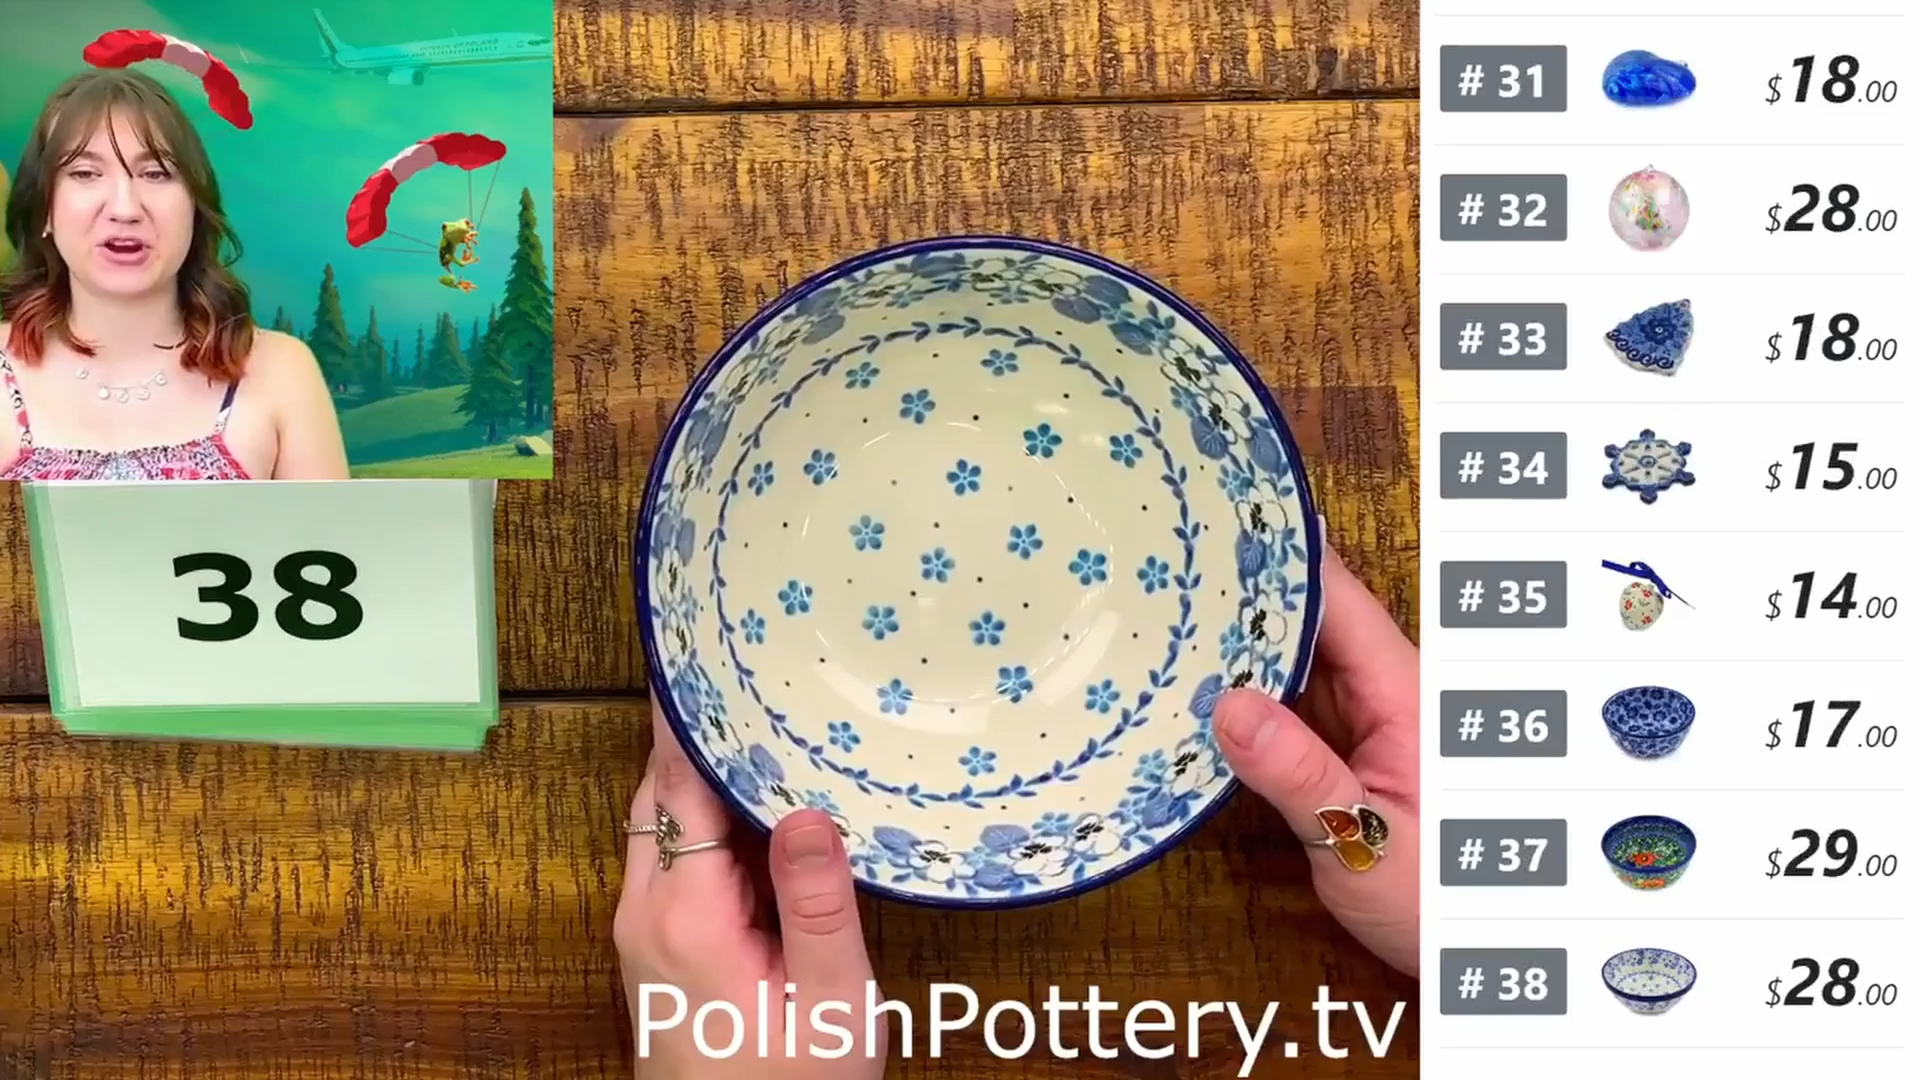 38
PolishPottery.tv
# 31 $18.00
# 32 $28.00
# 33 $18.00
# 34 $15.00
# 35 $14.00
# 36 $17.00
# 37 $29.00
# 38 $28.00